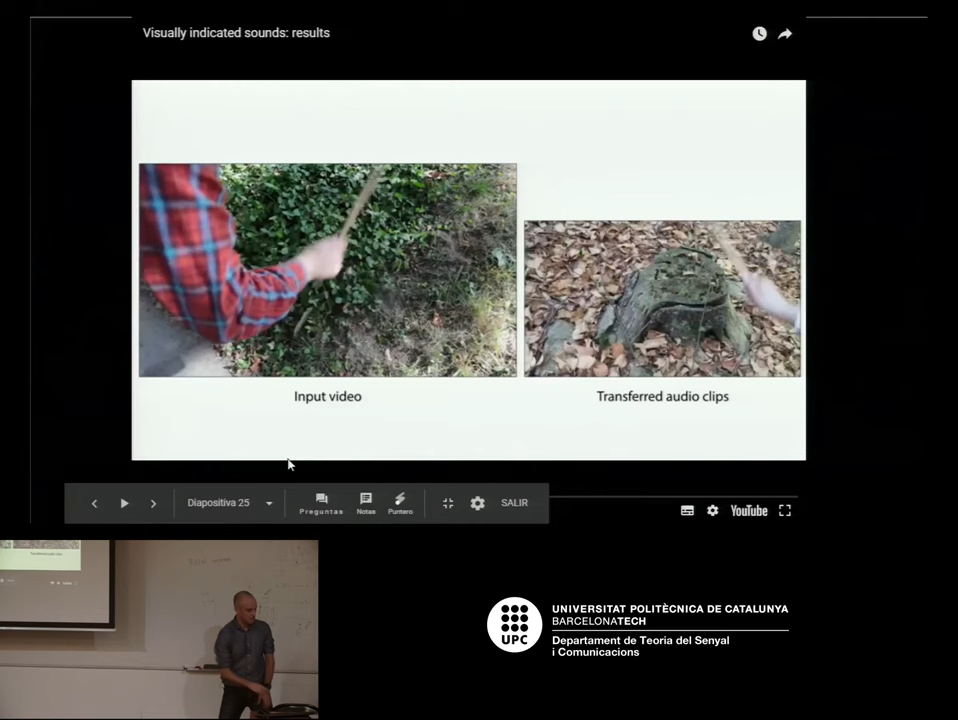 Visually indicated sounds: results
Input video
Transferred audio clips
Diapositiva 25
Preguntas
Notas
Puntero
SALIR
YouTube
UPC
UNIVERSITAT POLITÈCNICA DE CATALUNYA
BARCELONATECH
Departament de Teoria del Senyal
i Comunicacions